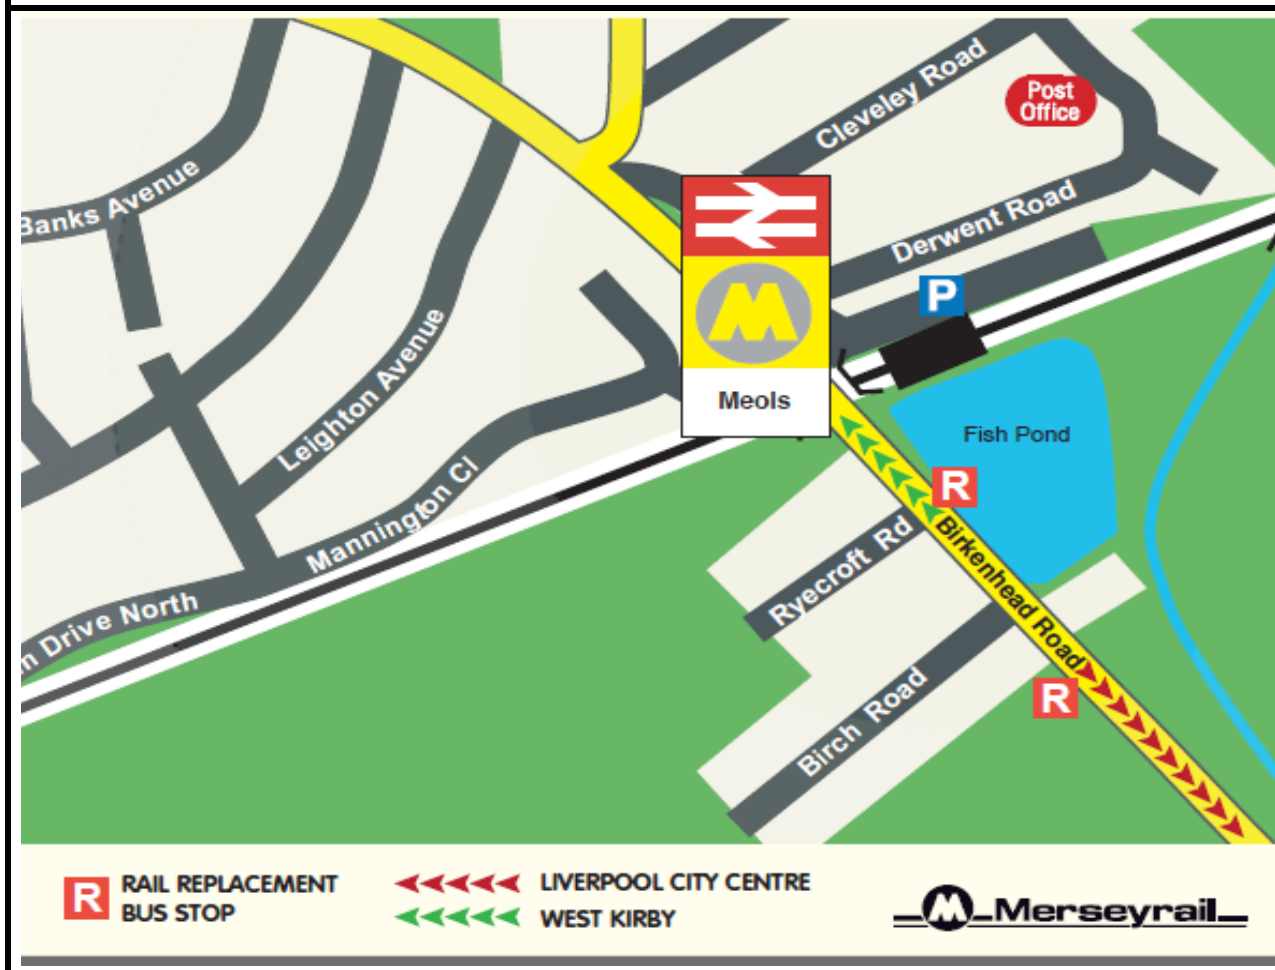 Cleveley Road
Post
Office
Banks Avenue
Derwent Road
P
M
Meols
Leighton Avenue
Fish Pond
R
Mannington Cl
Ryecroft Rd
Birkenhead Road
Drive North
R
Birch Road
R
RAIL REPLACEMENT
BUS STOP
LIVERPOOL CITY CENTRE
WEST KIRBY
M Merseyrail